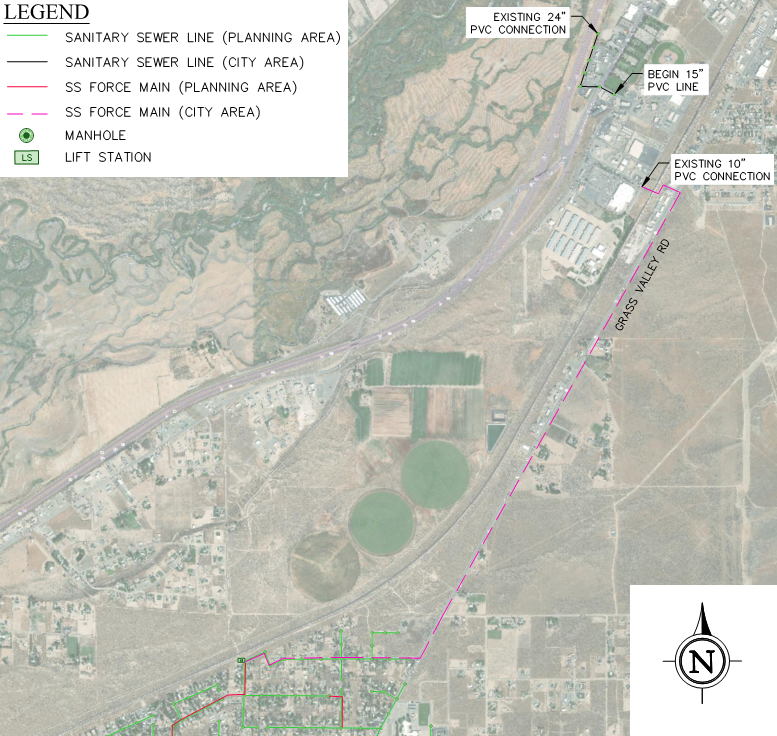 LEGEND
SANITARY SEWER LINE (PLANNING AREA)
SANITARY SEWER LINE (CITY AREA)
SS FORCE MAIN (PLANNING AREA)
SS FORCE MAIN (CITY AREA)
MANHOLE
LS LIFT STATION
EXISTING 24"
PVC CONNECTION
BEGIN 15"
PVC LINE
EXISTING 10"
PVC CONNECTION
GRASS VALLEY RD
LS
N